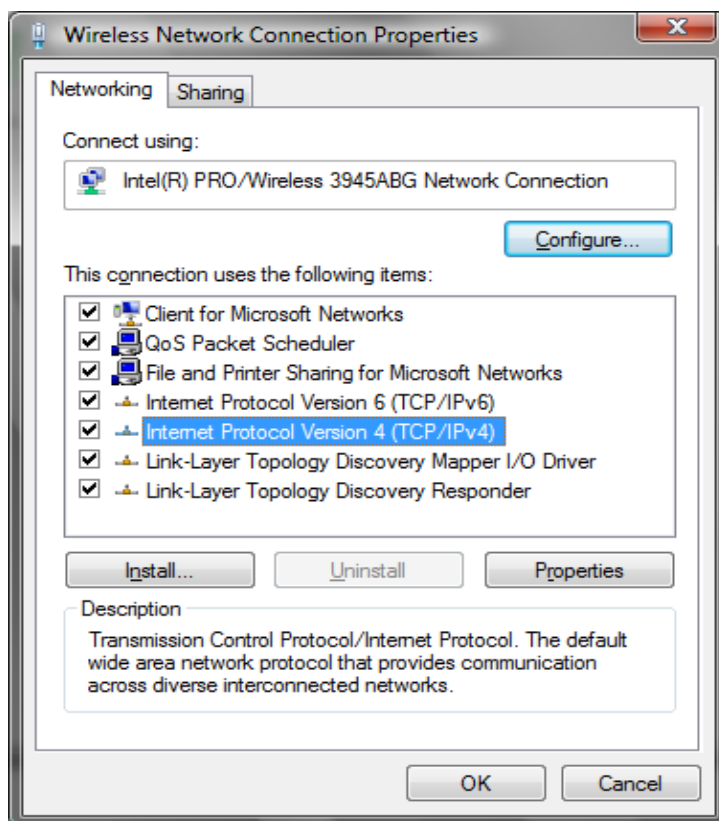 Wireless Network Connection Properties
Networking
Sharing
Connect using:
Intel(R) PRO/Wireless 3945ABG Network Connection
Configure...
This connection uses the following items:
Client for Microsoft Networks
QoS Packet Scheduler
File and Printer Sharing for Microsoft Networks
Internet Protocol Version 6 (TCP/IPv6)
Internet Protocol Version 4 (TCP/IPv4)
Link-Layer Topology Discovery Mapper I/O Driver
Link-Layer Topology Discovery Responder
Install...
Uninstall
Properties
Description
Transmission Control Protocol/Internet Protocol. The default
wide area network protocol that provides communication
across diverse interconnected networks.
OK
Cancel